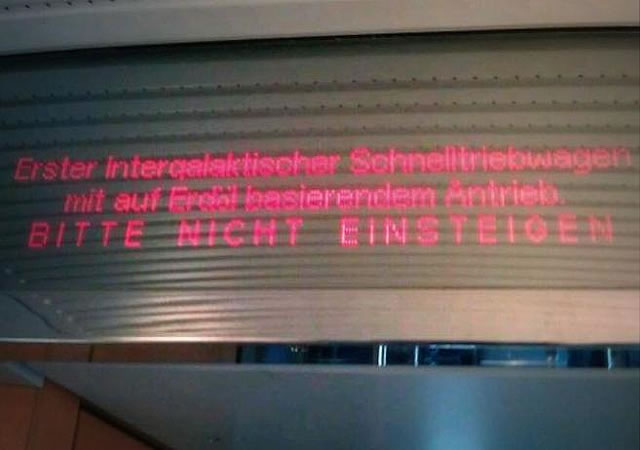 Erster Intergalaktischer Schnelltriebwagen
mit auf Erdöl basierendem Antrieb.
BITTE NICHT EINSTEIGEN